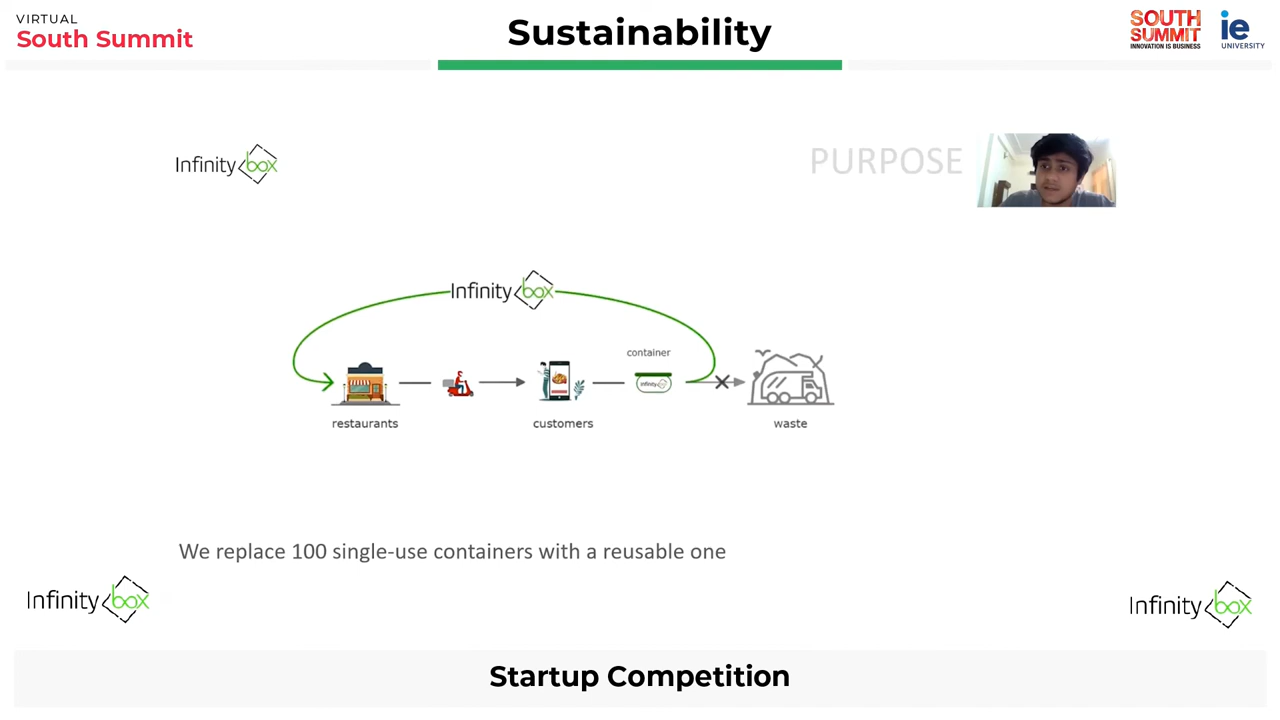 VIRTUAL
South Summit
Sustainability
SOUTH
SUMMIT
INNOVATION IS BUSINESS
ie
UNIVERSITY
Infinity box
PURPOSE
Infinity box
container
Infinity
restaurants
customers
waste
We replace 100 single-use containers with a reusable one
Infinity box
Infinity box
Startup Competition